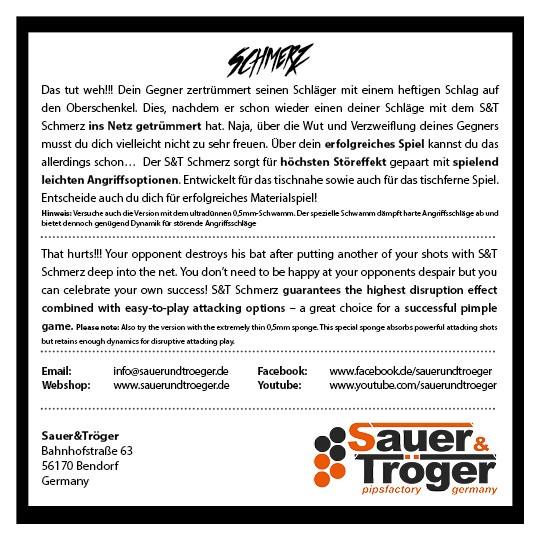 SCHMERZ
Das tut weh!!! Dein Gegner zertrümmert seinen Schläger mit einem heftigen Schlag auf
den Oberschenkel. Dies, nachdem er schon wieder einen deiner Schläge mit dem S&T
Schmerz ins Netz getrümmert hat. Naja, über die Wut und Verzweiflung deines Gegners
musst du dich vielleicht nicht zu sehr freuen. Über dein erfolgreiches Spiel kannst du das
allerdings schon… Der S&T Schmerz sorgt für höchsten Störeffekt gepaart mit spielend
leichten Angriffsoptionen. Entwickelt für das tischnahe sowie auch für das tischferne Spiel.
Entscheide auch du dich für erfolgreiches Materialspiel!
Hinweis: Versuche auch die Version mit dem ultradünnen 0,5mm-Schwamm. Der spezielle Schwamm dämpft harte Angriffsschläge ab und
bietet dennoch genügend Dynamik für störende Angriffsschläge
That hurts!!! Your opponent destroys his bat after putting another of your shots with S&T
Schmerz deep into the net. You don't need to be happy at your opponents despair but you
can celebrate your own success! S&T Schmerz guarantees the highest disruption effect
combined with easy-to-play attacking options – a great choice for a successful pimple
game. Please note: Also try the version with the extremely thin 0,5mm sponge. This special sponge absorbs powerful attacking shots
but retains enough dynamics for disruptive attacking play.
Email: info@sauerundtroeger.de Facebook: www.facebook.de/sauerundtroeger
Webshop: www.sauerundtroeger.de Youtube: www.youtube.com/sauerundtroeger
Sauer&Tröger
Bahnhofstraße 63
56170 Bendorf
Germany
Sauer &
Tröger
pipsfactory germany